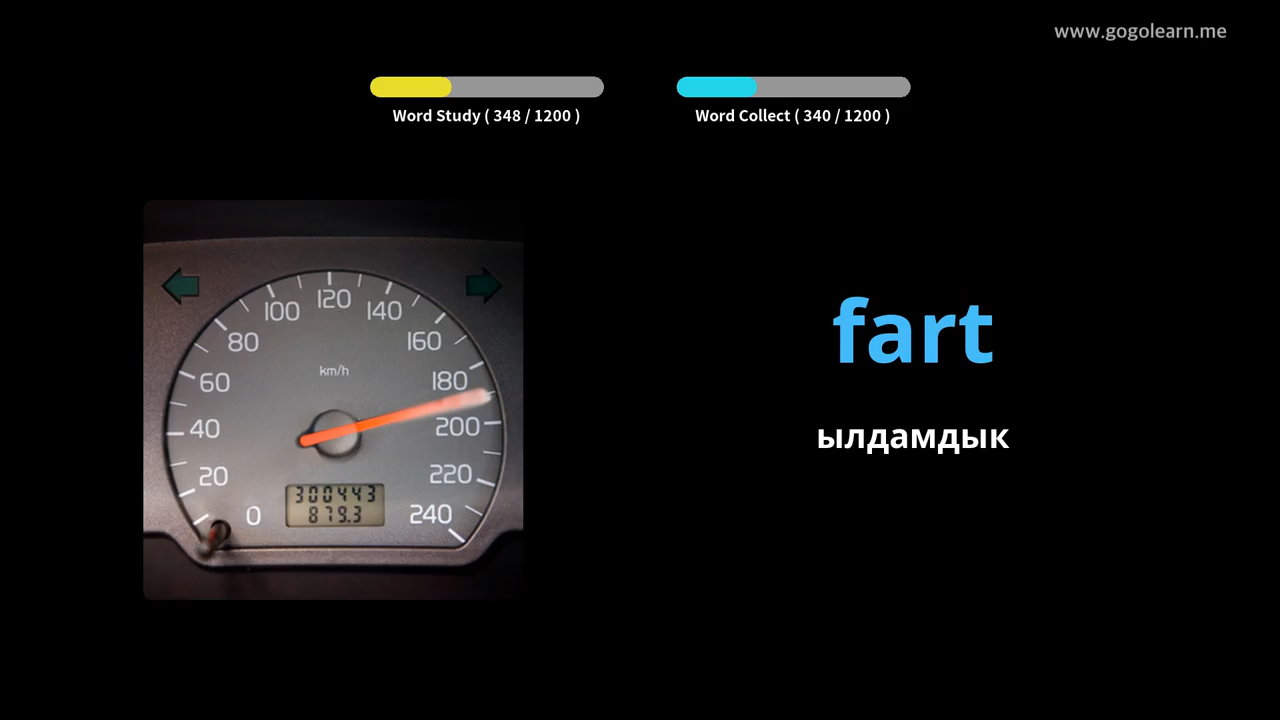 www.gogolearn.me
Word Study ( 348 / 1200 )
Word Collect ( 340 / 1200 )
120
100
140
80
160
km/h
60
180
40
200
20
220
300443
879.3
0
240
fart
ылдамдык